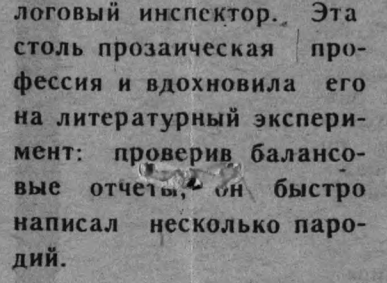 логовый инспектор. Эта
столь прозаическая про-
фессия и вдохновила его
на литературный экспери-
мент: проверив балансо-
вые отчеты, он быстро
написал несколько паро-
дий.